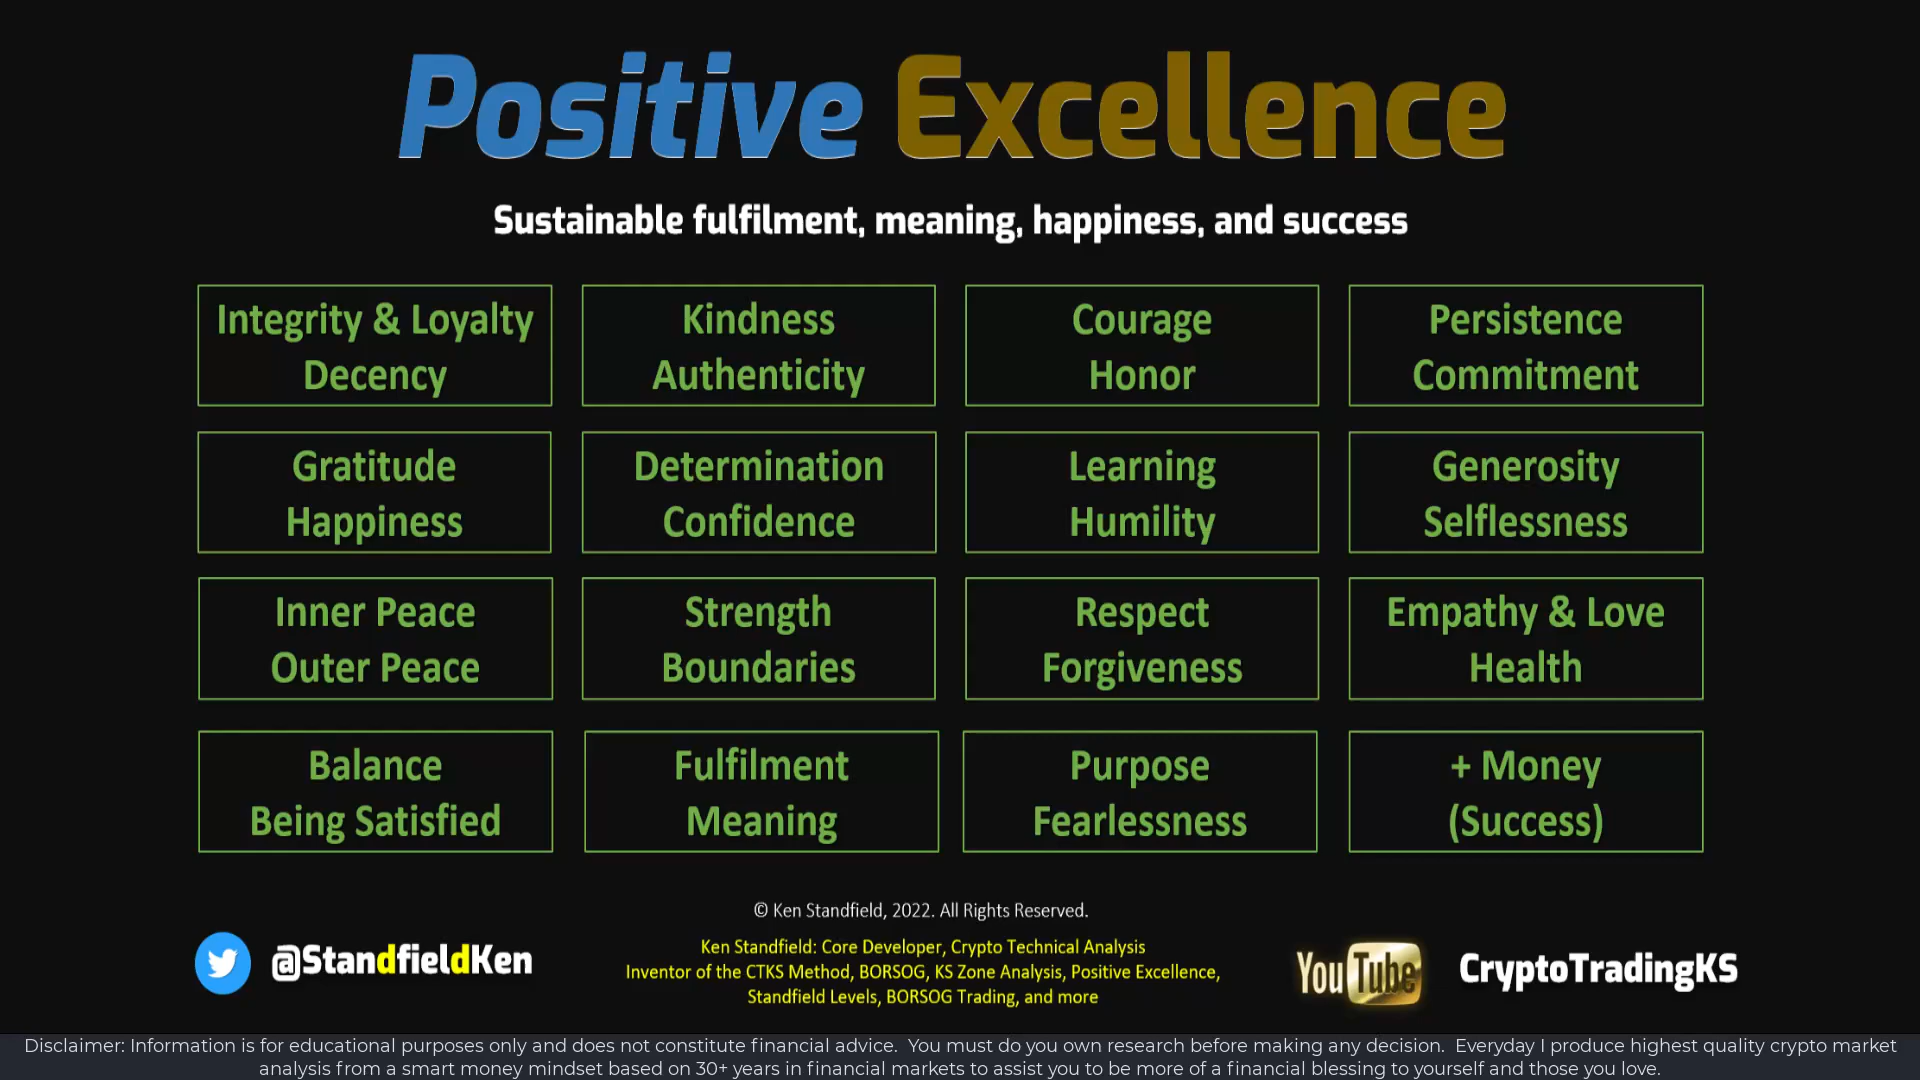 Positive Excellence
Sustainable fulfilment, meaning, happiness, and success
Integrity & Loyalty
Decency
Kindness
Authenticity
Courage
Honor
Persistence
Commitment
Gratitude
Happiness
Determination
Confidence
Learning
Humility
Generosity
Selflessness
Inner Peace
Outer Peace
Strength
Boundaries
Respect
Forgiveness
Empathy & Love
Health
Balance
Being Satisfied
Fulfilment
Meaning
Purpose
Fearlessness
+ Money
(Success)
© Ken Standfield, 2022. All Rights Reserved.
@StandfieldKen
Ken Standfield: Core Developer, Crypto Technical Analysis
Inventor of the CTKS Method, BORSOG, KS Zone Analysis, Positive Excellence,
Standfield Levels, BORSOG Trading, and more
YouTube
CryptoTradingKS
Disclaimer: Information is for educational purposes only and does not constitute financial advice.  You must do you own research before making any decision.  Everyday I produce highest quality crypto market
analysis from a smart money mindset based on 30+ years in financial markets to assist you to be more of a financial blessing to yourself and those you love.